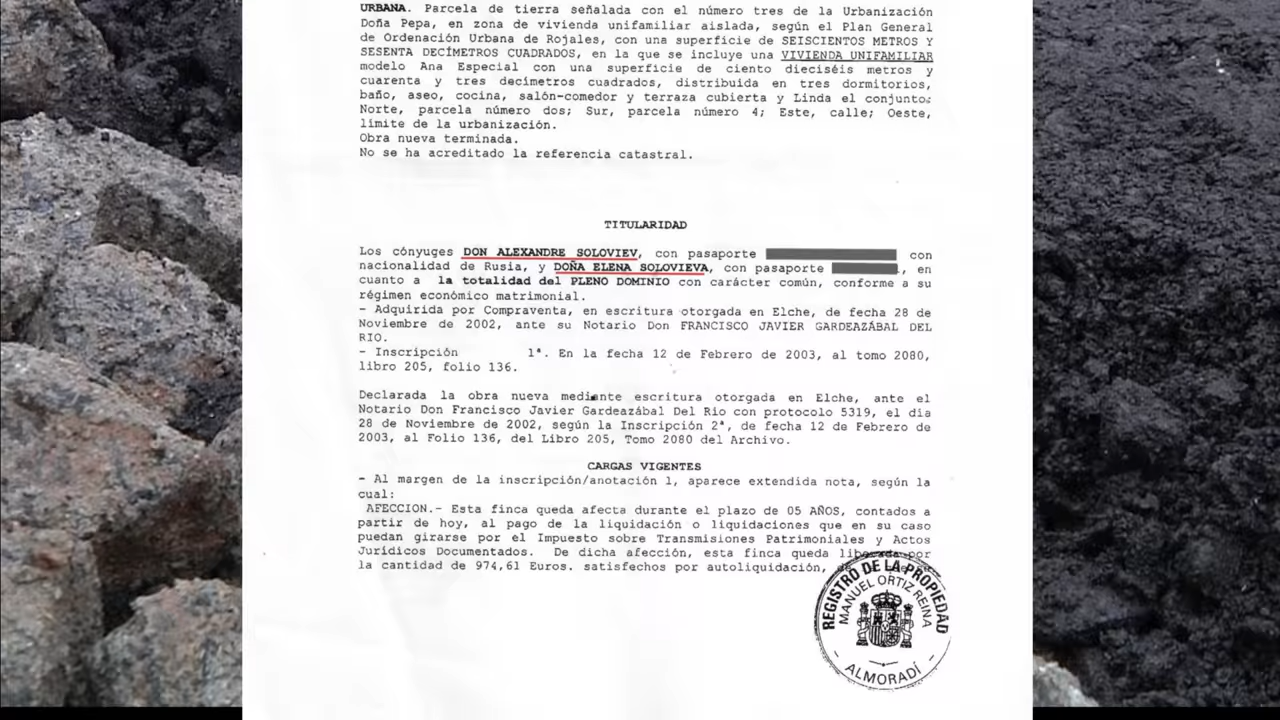 URBANA. Parcela de tierra señalada con el número tres de la Urbanización
Doña Pepa, en zona de vivienda unifamiliar aislada, según el Plan General
de Ordenación Urbana de Rojales, con una superficie de SEISCIENTOS METROS Y
SESENTA DECÍMETROS CUADRADOS, en la que se incluye una VIVIENDA UNIFAMILIAR
modelo Ana Especial con una superficie de ciento dieciséis metros y
cuarenta y tres decímetros cuadrados, distribuida en tres dormitorios,
baño, aseo, cocina, salón-comedor y terraza cubierta y Linda el conjunto:
Norte, parcela número dos; Sur, parcela número 4; Este, calle; Oeste,
límite de la urbanización.
Obra nueva terminada.
No se ha acreditado la referencia catastral.
TITULARIDAD
Los cónyuges DON ALEXANDRE SOLOVIEV, con pasaporte con
nacionalidad de Rusia, y DOÑA ELENA SOLOVIEVA, con pasaporte , en
cuanto a la totalidad del PLENO DOMINIO con carácter común, conforme a su
régimen económico matrimonial.
- Adquirida por Compraventa, en escritura otorgada en Elche, de fecha 28 de
Noviembre de 2002, ante su Notario Don FRANCISCO JAVIER GARDEAZÁBAL DEL
RIO.
- Inscripción 1ª. En la fecha 12 de Febrero de 2003, al tomo 2080,
libro 205, folio 136.
Declarada la obra nueva mediante escritura otorgada en Elche, ante el
Notario Don Francisco Javier Gardeazábal Del Rio con protocolo 5319, el día
28 de Noviembre de 2002, según la Inscripción 2ª, de fecha 12 de Febrero de
2003, al Folio 136, del Libro 205, Tomo 2080 del Archivo.
CARGAS VIGENTES
- Al margen de la inscripción/anotación 1, aparece extendida nota, según la
cual:
AFECCION.- Esta finca queda afecta durante el plazo de 05 AÑOS, contados a
partir de hoy, al pago de la liquidación o liquidaciones que en su caso
puedan girarse por el Impuesto sobre Transmisiones Patrimoniales y Actos
Jurídicos Documentados. De dicha afección, esta finca queda liberada por
la cantidad de 974,61 Euros. satisfechos por autoliquidación,
REGISTRO DE LA PROPIEDAD
MANUEL ORTIZ REINA
- ALMORADÍ -